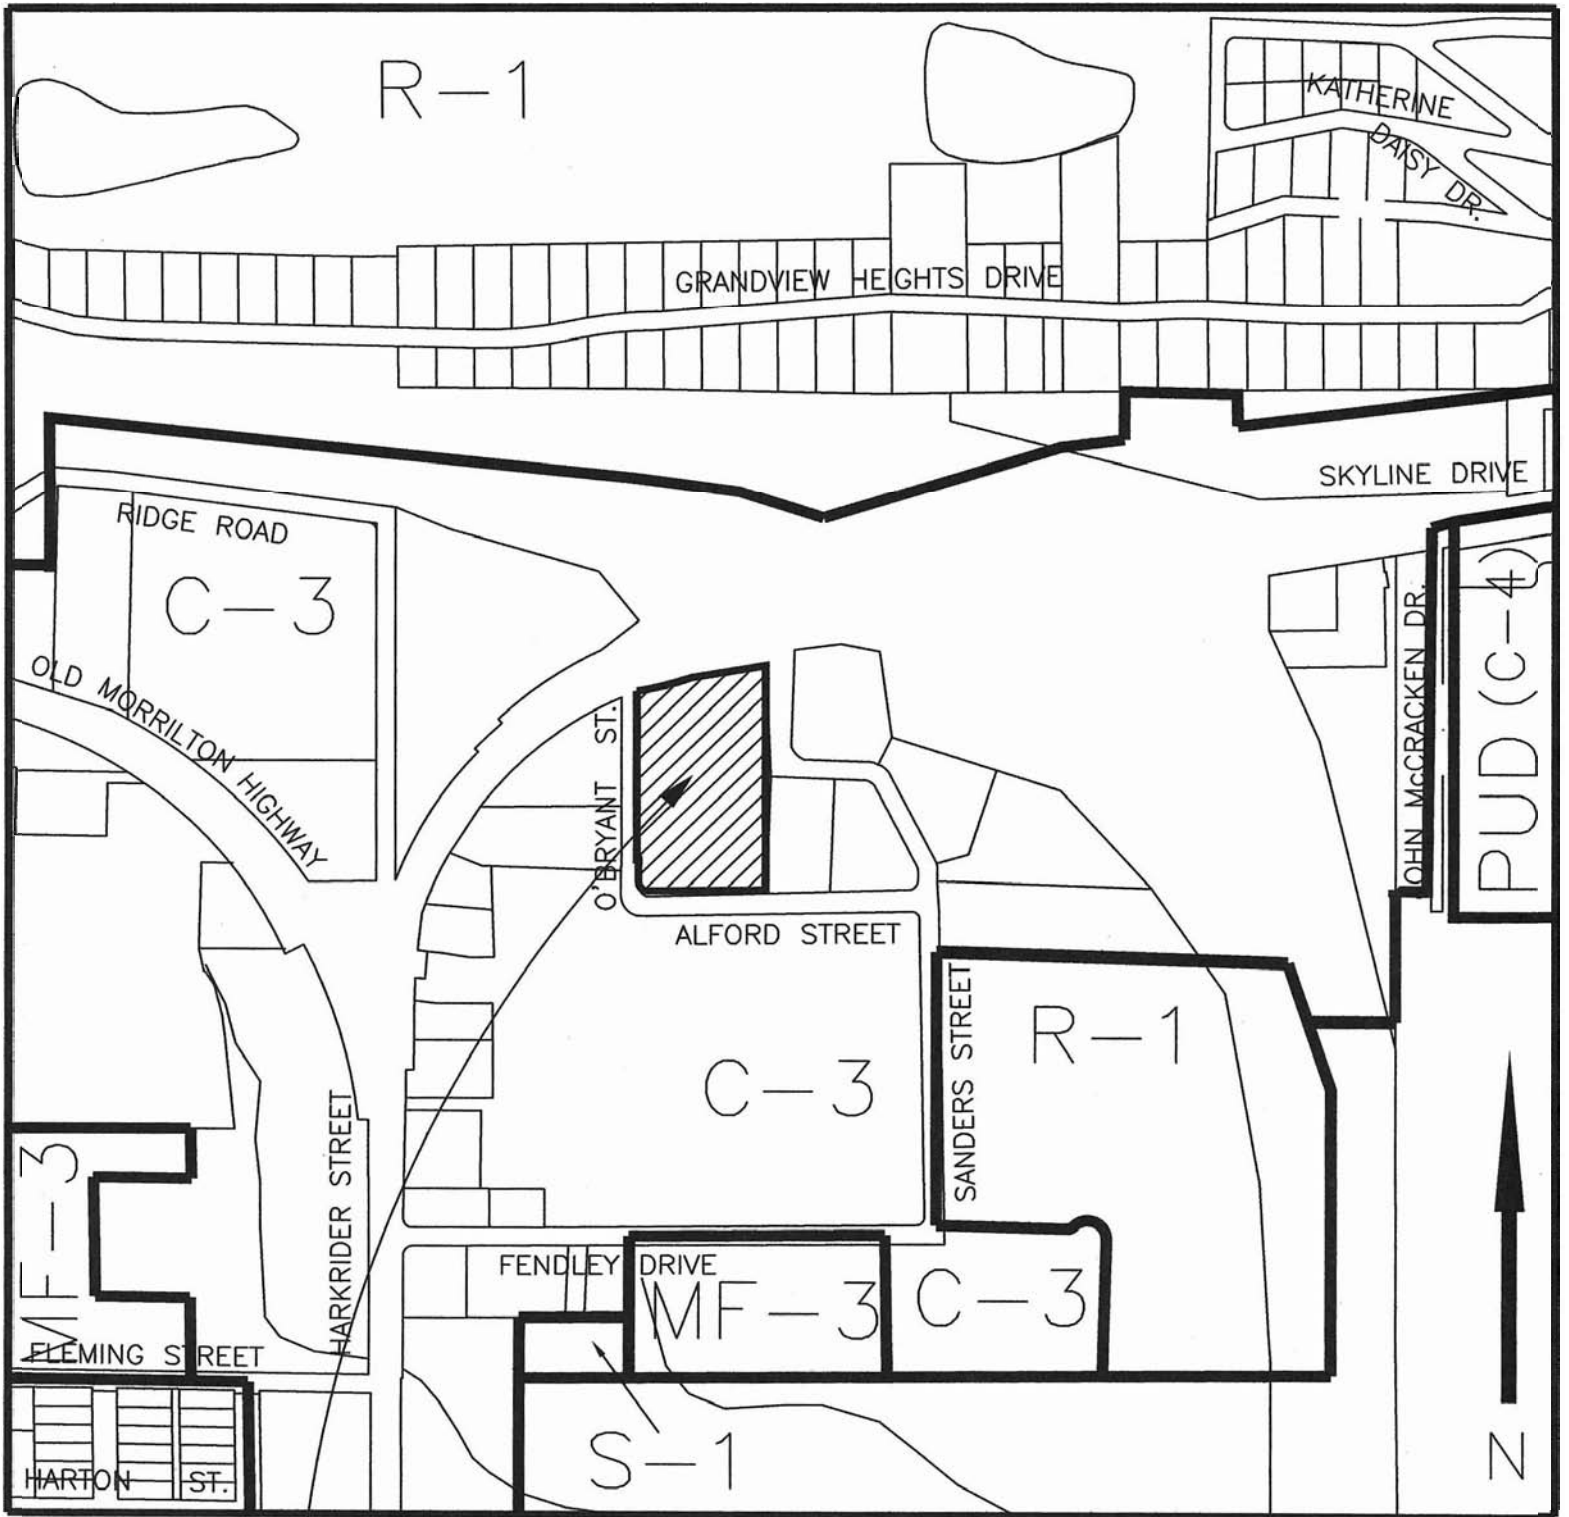 R-1
KATHERINE
DAISY DR.
GRANDVIEW HEIGHTS DRIVE
SKYLINE DRIVE
RIDGE ROAD
C-3
PUD (c-4)
JOHN McCRACKEN DR.
OLD MORRILTON HIGHWAY
O'BRYANT ST.
ALFORD STREET
SANDERS STREET
R-1
C-3
HARKRIDER STREET
MF-3
FENDLEY DRIVE
MF-3
C-3
FLEMING STREET
S-1
HARTON ST.
N